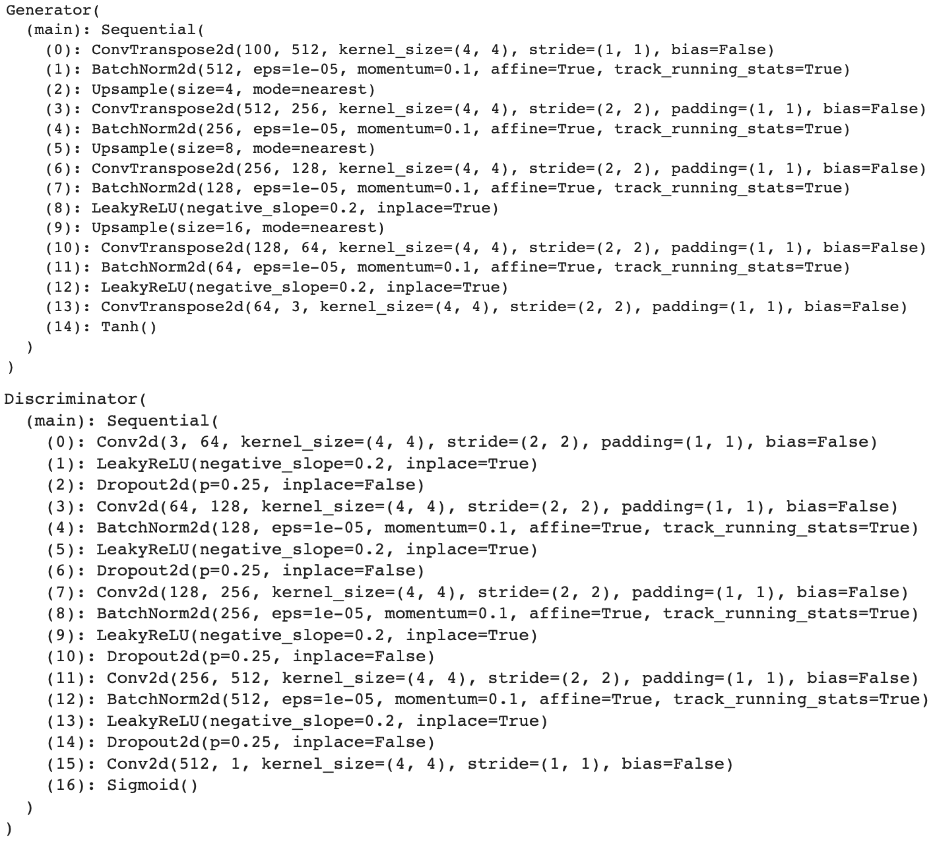 Generator(
  (main): Sequential(
    (0): ConvTranspose2d(100, 512, kernel_size=(4, 4), stride=(1, 1), bias=False)
    (1): BatchNorm2d(512, eps=1e-05, momentum=0.1, affine=True, track_running_stats=True)
    (2): Upsample(size=4, mode=nearest)
    (3): ConvTranspose2d(512, 256, kernel_size=(4, 4), stride=(2, 2), padding=(1, 1), bias=False)
    (4): BatchNorm2d(256, eps=1e-05, momentum=0.1, affine=True, track_running_stats=True)
    (5): Upsample(size=8, mode=nearest)
    (6): ConvTranspose2d(256, 128, kernel_size=(4, 4), stride=(2, 2), padding=(1, 1), bias=False)
    (7): BatchNorm2d(128, eps=1e-05, momentum=0.1, affine=True, track_running_stats=True)
    (8): LeakyReLU(negative_slope=0.2, inplace=True)
    (9): Upsample(size=16, mode=nearest)
    (10): ConvTranspose2d(128, 64, kernel_size=(4, 4), stride=(2, 2), padding=(1, 1), bias=False)
    (11): BatchNorm2d(64, eps=1e-05, momentum=0.1, affine=True, track_running_stats=True)
    (12): LeakyReLU(negative_slope=0.2, inplace=True)
    (13): ConvTranspose2d(64, 3, kernel_size=(4, 4), stride=(2, 2), padding=(1, 1), bias=False)
    (14): Tanh()
  )
)
Discriminator(
  (main): Sequential(
    (0): Conv2d(3, 64, kernel_size=(4, 4), stride=(2, 2), padding=(1, 1), bias=False)
    (1): LeakyReLU(negative_slope=0.2, inplace=True)
    (2): Dropout2d(p=0.25, inplace=False)
    (3): Conv2d(64, 128, kernel_size=(4, 4), stride=(2, 2), padding=(1, 1), bias=False)
    (4): BatchNorm2d(128, eps=1e-05, momentum=0.1, affine=True, track_running_stats=True)
    (5): LeakyReLU(negative_slope=0.2, inplace=True)
    (6): Dropout2d(p=0.25, inplace=False)
    (7): Conv2d(128, 256, kernel_size=(4, 4), stride=(2, 2), padding=(1, 1), bias=False)
    (8): BatchNorm2d(256, eps=1e-05, momentum=0.1, affine=True, track_running_stats=True)
    (9): LeakyReLU(negative_slope=0.2, inplace=True)
    (10): Dropout2d(p=0.25, inplace=False)
    (11): Conv2d(256, 512, kernel_size=(4, 4), stride=(2, 2), padding=(1, 1), bias=False)
    (12): BatchNorm2d(512, eps=1e-05, momentum=0.1, affine=True, track_running_stats=True)
    (13): LeakyReLU(negative_slope=0.2, inplace=True)
    (14): Dropout2d(p=0.25, inplace=False)
    (15): Conv2d(512, 1, kernel_size=(4, 4), stride=(1, 1), bias=False)
    (16): Sigmoid()
  )
)